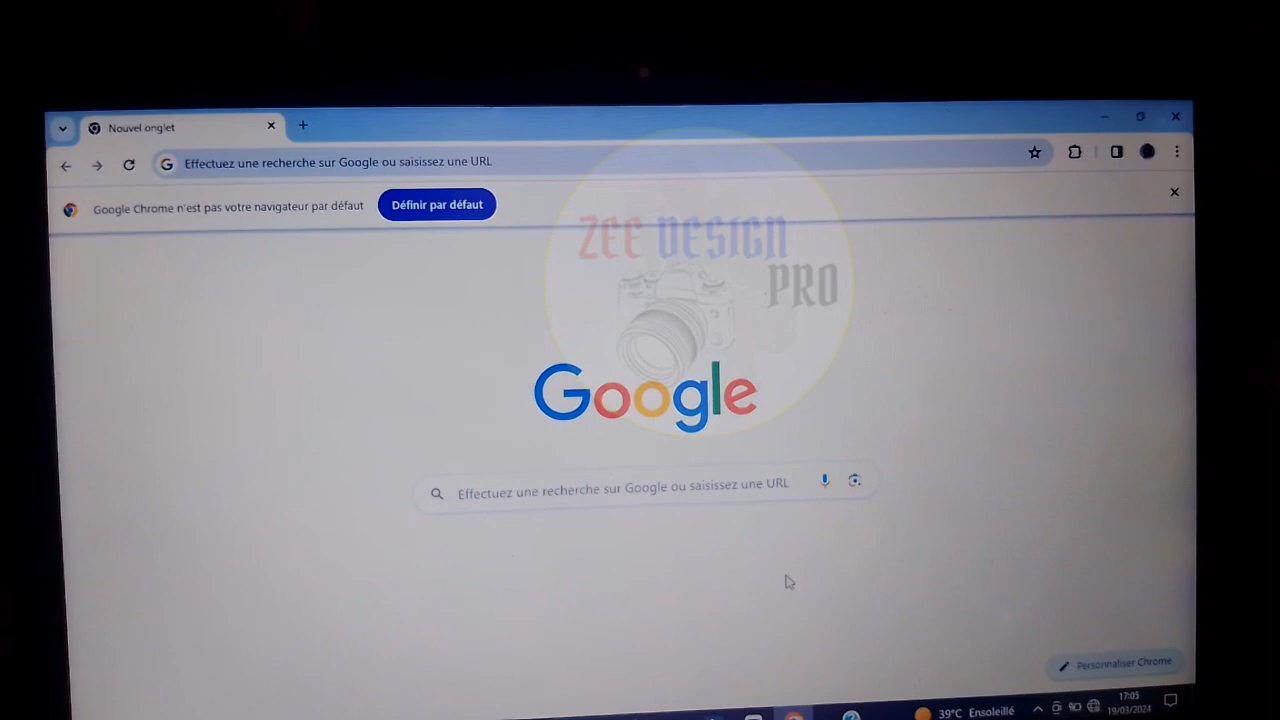 Nouvel onglet
Effectuez une recherche sur Google ou saisissez une URL
Google Chrome n'est pas votre navigateur par défaut
Définir par défaut
ZEE DESIGN
PRO
Google
Effectuez une recherche sur Google ou saisissez une URL
Personnaliser Chrome
39°C Ensoleillé
17:05
19/03/2024